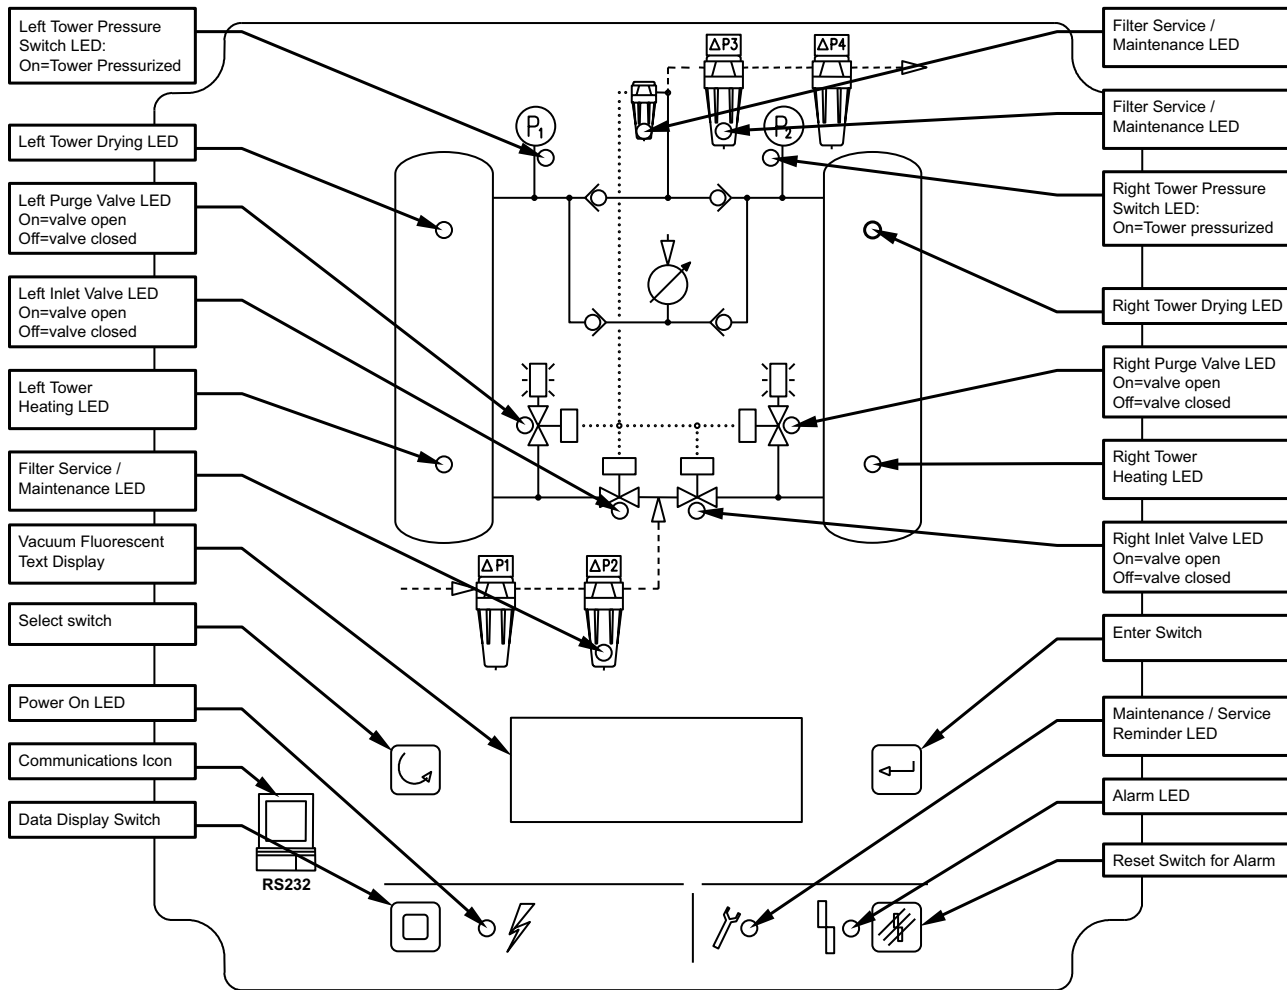 Left Tower Pressure
Switch LED:
On=Tower Pressurized
Left Tower Drying LED
Left Purge Valve LED
On=valve open
Off=valve closed
Left Inlet Valve LED
On=valve open
Off=valve closed
Left Tower
Heating LED
Filter Service /
Maintenance LED
Vacuum Fluorescent
Text Display
Select switch
Power On LED
Communications Icon
Data Display Switch
ΔP3
ΔP4
P1
P2
ΔP1
ΔP2
RS232
Filter Service /
Maintenance LED
Filter Service /
Maintenance LED
Right Tower Pressure
Switch LED:
On=Tower pressurized
Right Tower Drying LED
Right Purge Valve LED
On=valve open
Off=valve closed
Right Tower
Heating LED
Right Inlet Valve LED
On=valve open
Off=valve closed
Enter Switch
Maintenance / Service
Reminder LED
Alarm LED
Reset Switch for Alarm